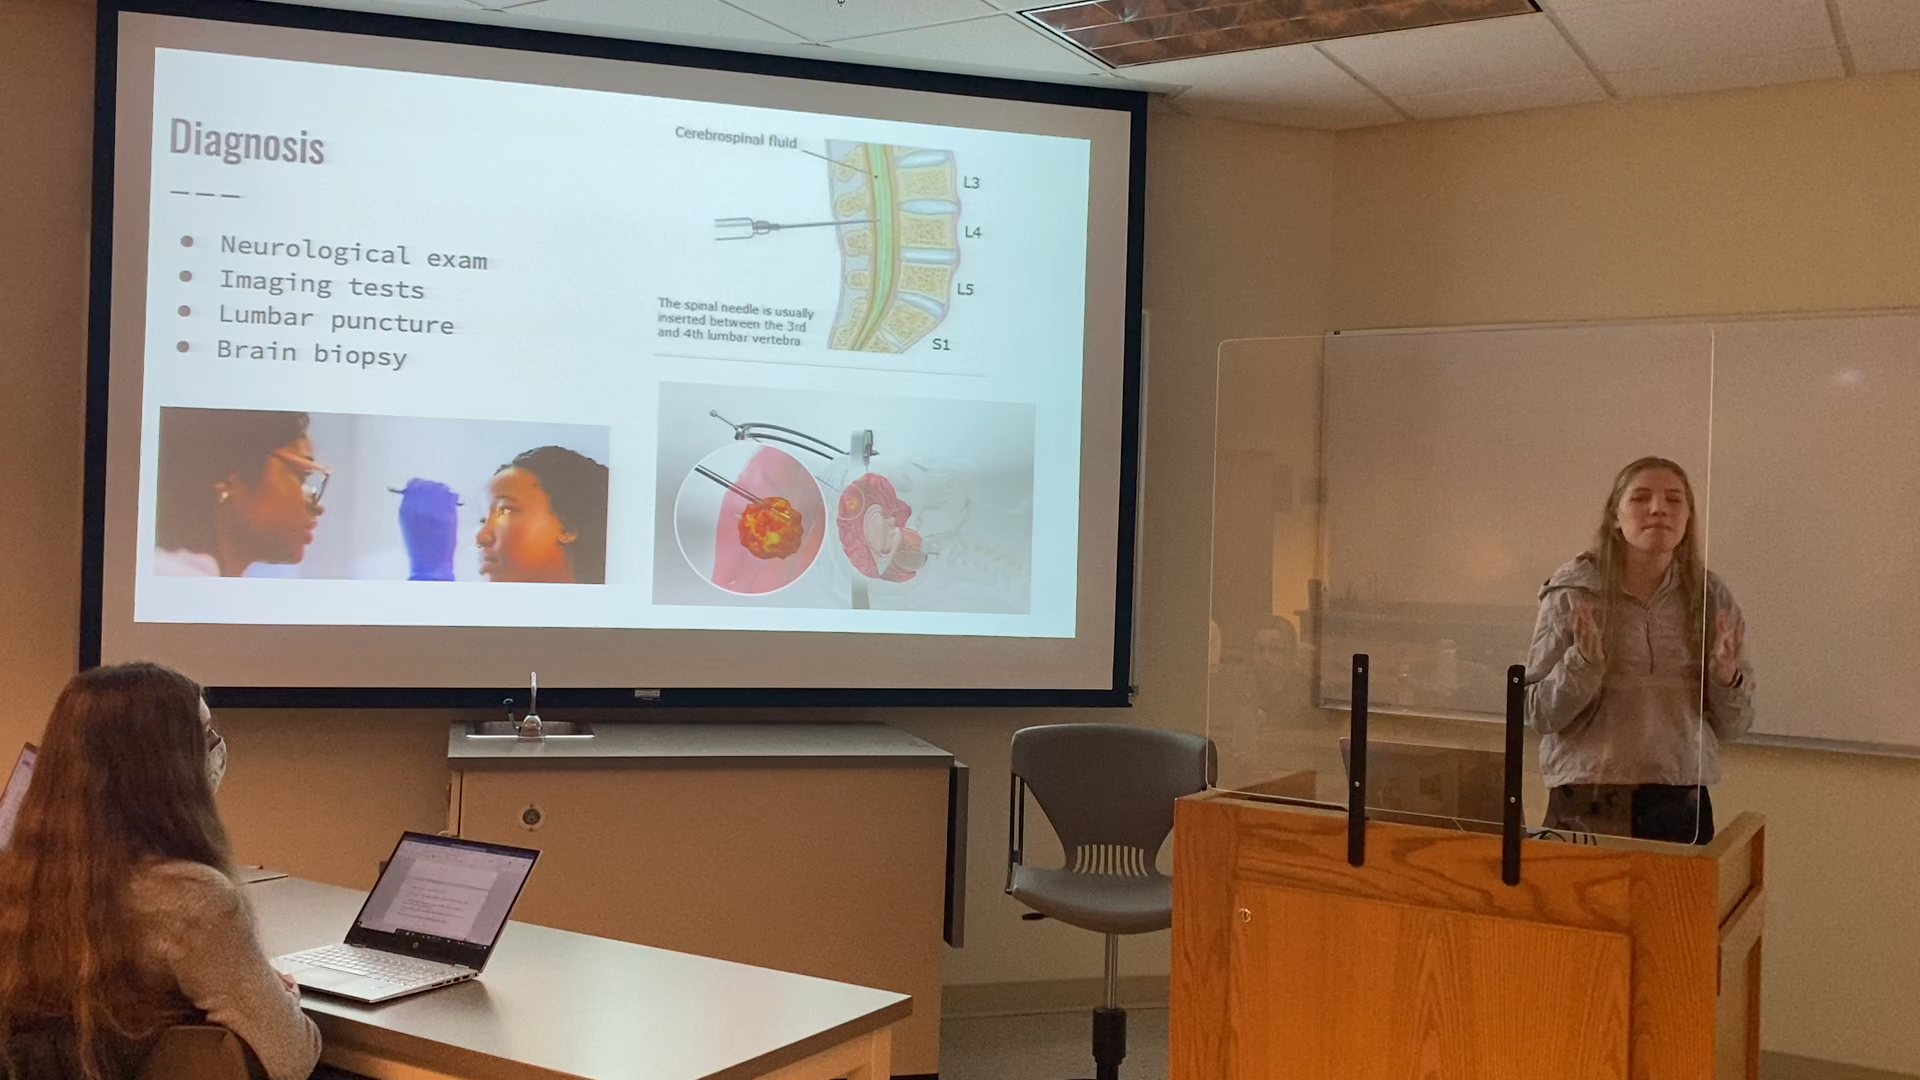 Diagnosis
Neurological exam
Imaging tests
Lumbar puncture
Brain biopsy
Cerebrospinal fluid
L3
L4
L5
S1
The spinal needle is usually
inserted between the 3rd
and 4th lumbar vertebra